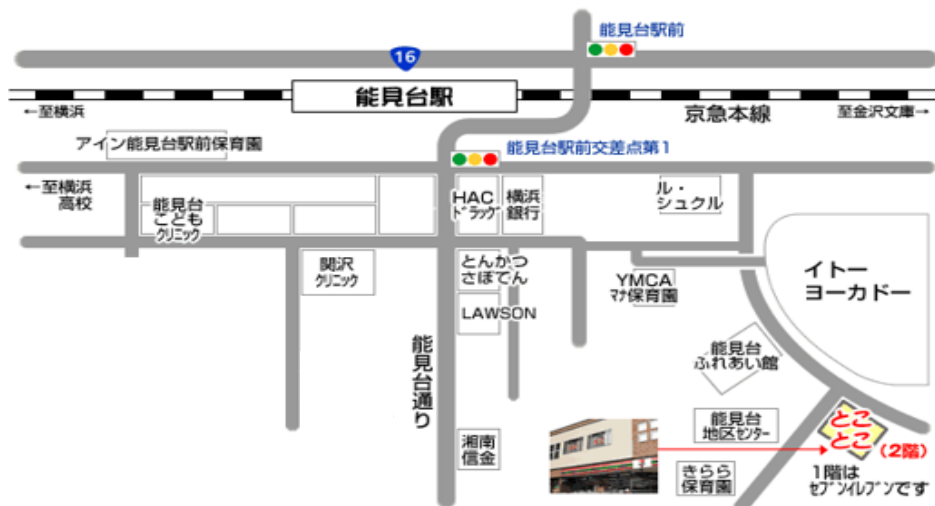 能見台駅前
16
能見台駅
←至横浜
京急本線
至金沢文庫→
アイン能見台駅前保育園
能見台駅前交差点第1
←至横浜
高校
能見台
こども
クリニック
HAC
ドラッグ
横浜
銀行
ル・
シュクル
関沢
クリニック
とんかつ
さぼてん
YMCA
マナ保育園
イトー
ヨーカドー
LAWSON
能見台通り
能見台
ふれあい館
湘南
信金
能見台
地区センター
とこ
とこ
(2階)
きらら
保育園
1階は
セブンイレブンです